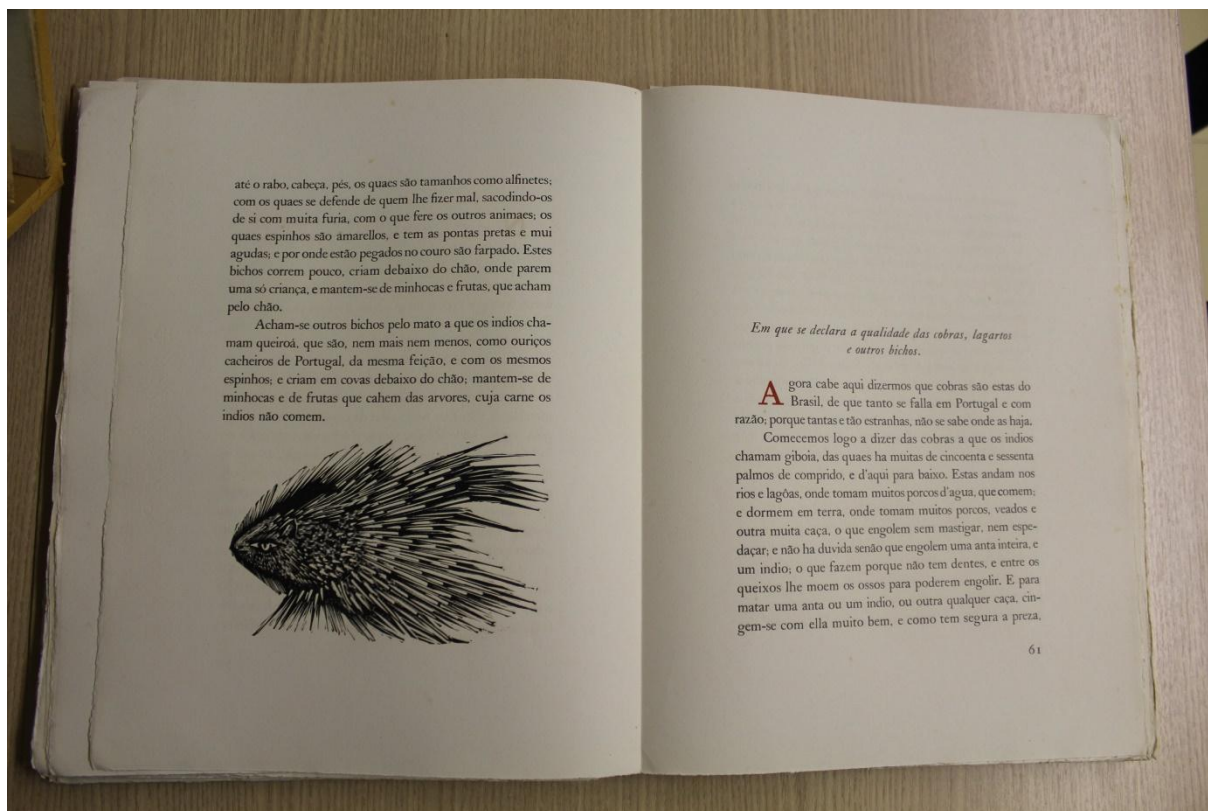 até o rabo, cabeça, pés, os quaes são tamanhos como alfinetes;
com os quaes se defende de quem lhe fizer mal, sacodindo-os
de si com muita furia, com o que fere os outros animaes; os
quaes espinhos são amarellos, e tem as pontas pretas e mui
agudas; e por onde estão pegados no couro são farpado. Estes
bichos correm pouco, criam debaixo do chão, onde parem
uma só criança, e mantem-se de minhocas e frutas, que acham
pelo chão.
Acham-se outros bichos pelo mato a que os indios cha-
mam queiroá, que são, nem mais nem menos, como ouriços
cacheiros de Portugal, da mesma feição, e com os mesmos
espinhos; e criam em covas debaixo do chão; mantem-se de
minhocas e de frutas que cahem das arvores, cuja carne os
indios não comem.
Em que se declara a qualidade das cobras, lagartos
e outros bichos.
Agora cabe aqui dizermos que cobras são estas do
Brasil, de que tanto se falla em Portugal e com
razão; porque tantas e tão estranhas, não se sabe onde as haja.
Comecemos logo a dizer das cobras a que os indios
chamam giboia, das quaes ha muitas de cincoenta e sessenta
palmos de comprido, e d'aqui para baixo. Estas andam nos
rios e lagôas, onde tomam muitos porcos d'agua, que comem;
e dormem em terra, onde tomam muitos porcos, veados e
outra muita caça, o que engolem sem mastigar, nem espe-
daçar; e não ha duvida senão que engolem uma anta inteira, e
um indio; o que fazem porque não tem dentes, e entre os
queixos lhe moem os ossos para poderem engolir. E para
matar uma anta ou um indio, ou outra qualquer caça, cin-
gem-se com ella muito bem, e como tem segura a preza,
61